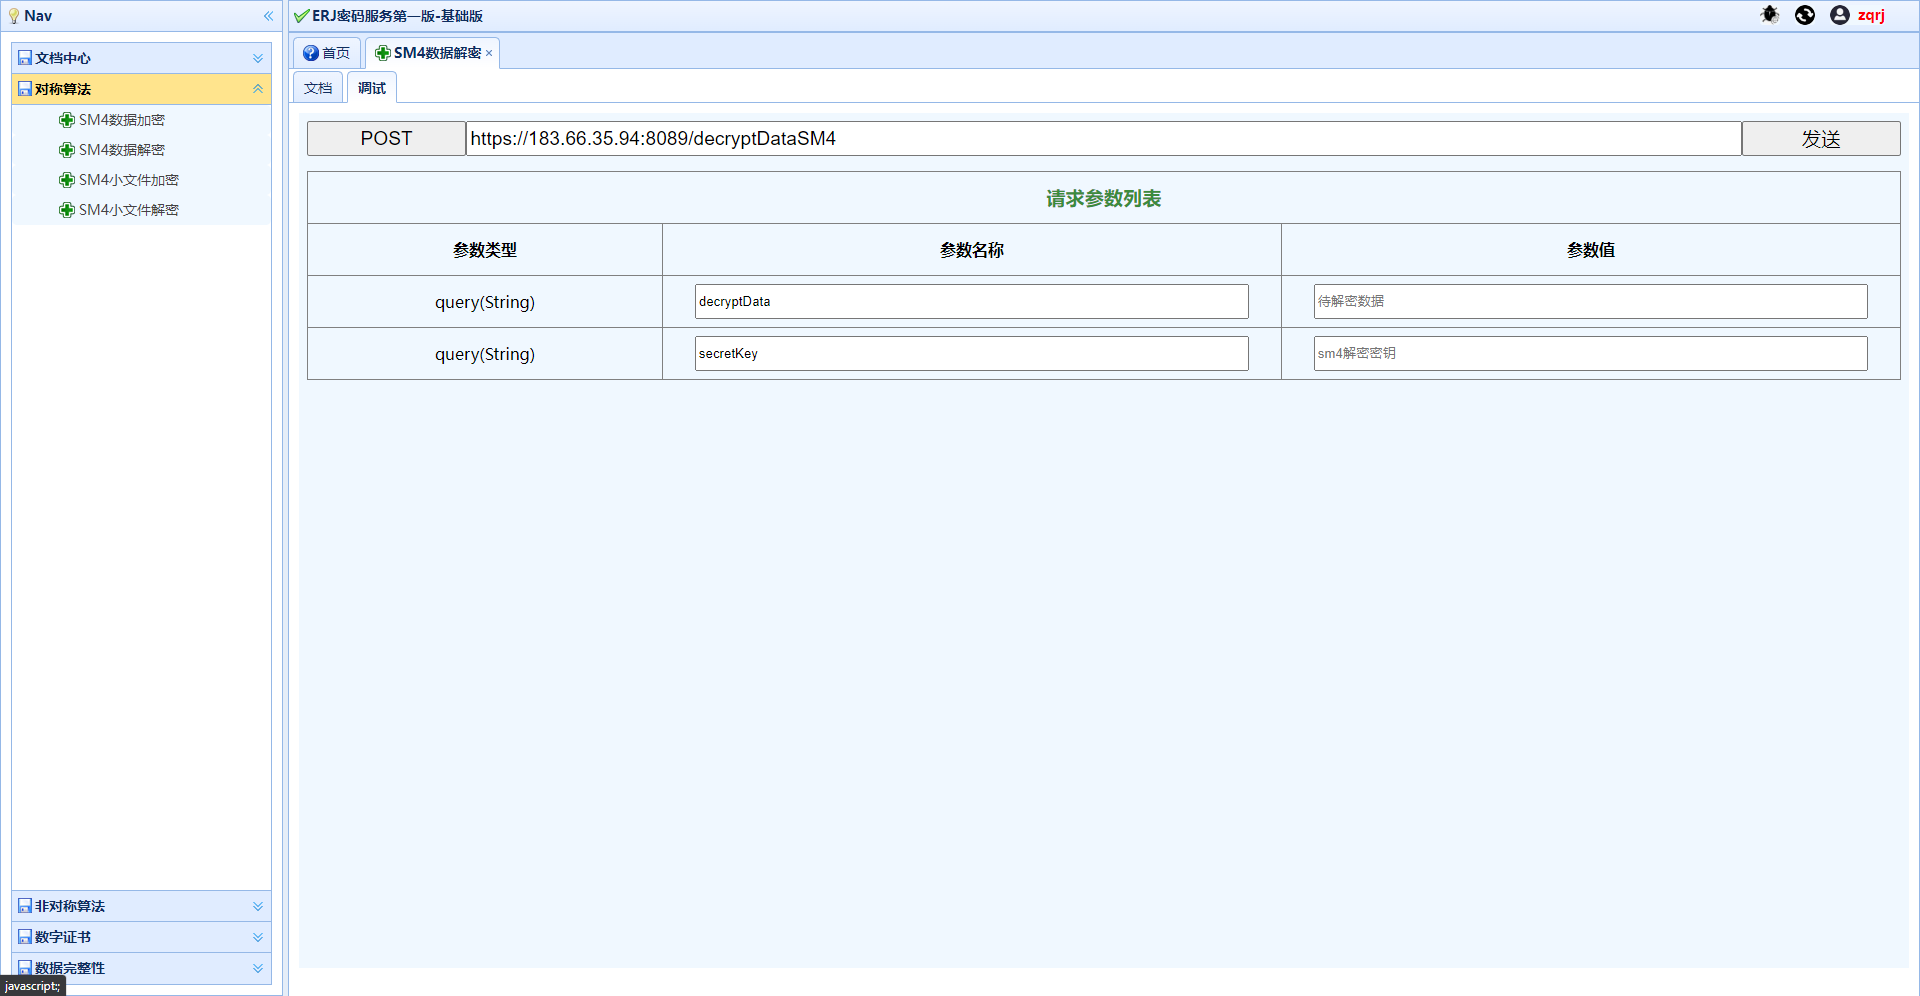 Nav
文档中心
对称算法
SM4数据加密
SM4数据解密
SM4小文件加密
SM4小文件解密
非对称算法
数字证书
数据完整性
javascript:;
ERJ密码服务第一版-基础版
zqrj
首页
SM4数据解密 ×
文档
调试
POST
https://183.66.35.94:8089/decryptDataSM4
发送
请求参数列表
参数类型 参数名称 参数值
query(String) decryptData 待解密数据
query(String) secretKey sm4解密密钥